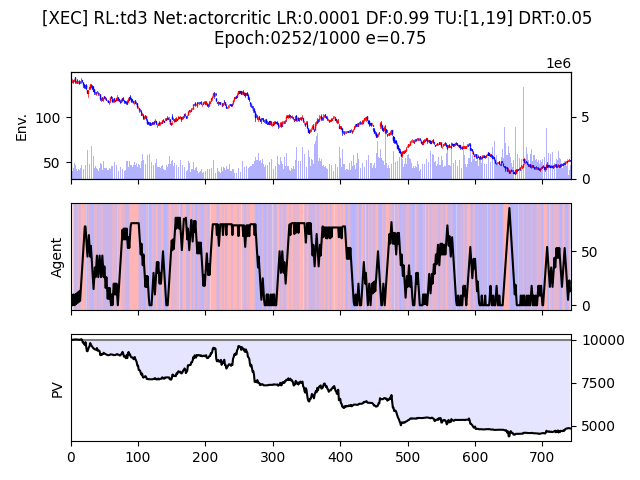 [XEC] RL:td3 Net:actorcritic LR:0.0001 DF:0.99 TU:[1,19] DRT:0.05
Epoch:0252/1000 e=0.75
1e6
Env.
100
50
5
0
Agent
50
0
PV
10000
7500
5000
0 100 200 300 400 500 600 700